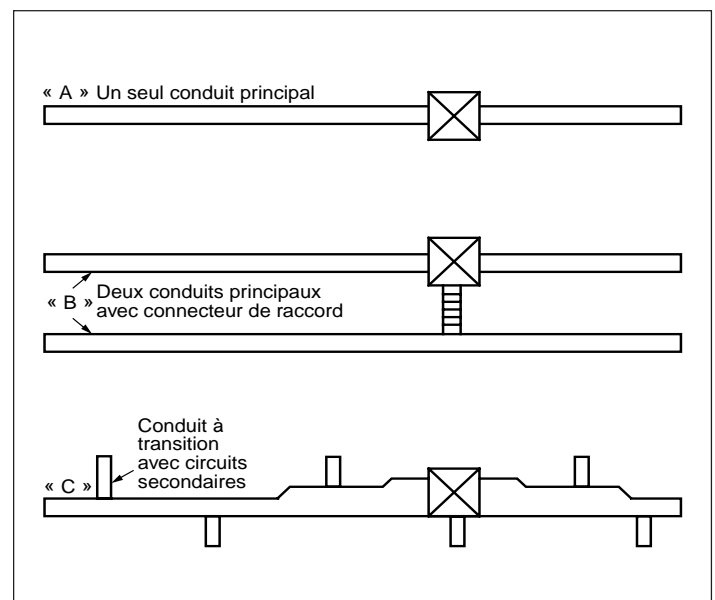 « A » Un seul conduit principal
« B » Deux conduits principaux
avec connecteur de raccord
Conduit à
transition
avec circuits
secondaires
« C »